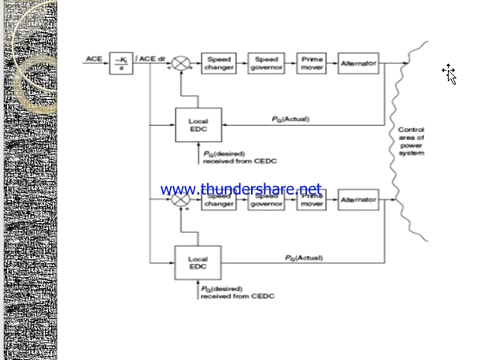 ACE
−Ki
s
∫ ACE dt
+
Speed
changer
Speed
governor
Prime
mover
Alternator
Local
EDC
PG(Actual)
PG(desired)
received from CEDC
Control
area of
power
system
www.thundershare.net
+
Speed
changer
Speed
governor
Prime
mover
Alternator
Local
EDC
PG(Actual)
PG(desired)
received from CEDC